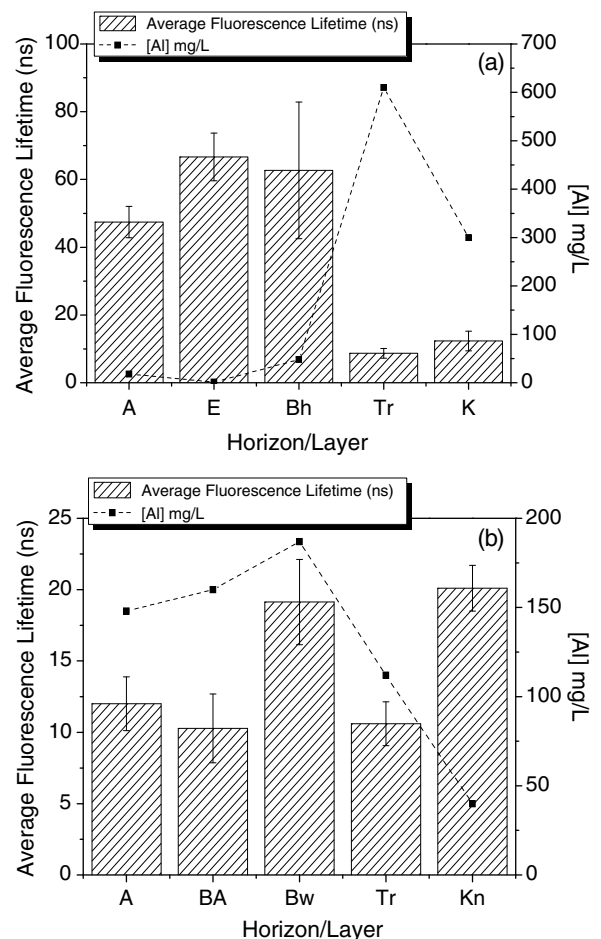 Average Fluorescence Lifetime (ns)
[Al] mg/L
(a)
100
80
60
40
20
0
Average Fluorescence Lifetime (ns)
700
600
500
400
300
200
100
0
[Al] mg/L
A E Bh Tr K
Horizon/Layer
Average Fluorescence Lifetime (ns)
[Al] mg/L
(b)
25
20
15
10
5
0
Average Fluorescence Lifetime (ns)
200
150
100
50
0
[Al] mg/L
A BA Bw Tr Kn
Horizon/Layer